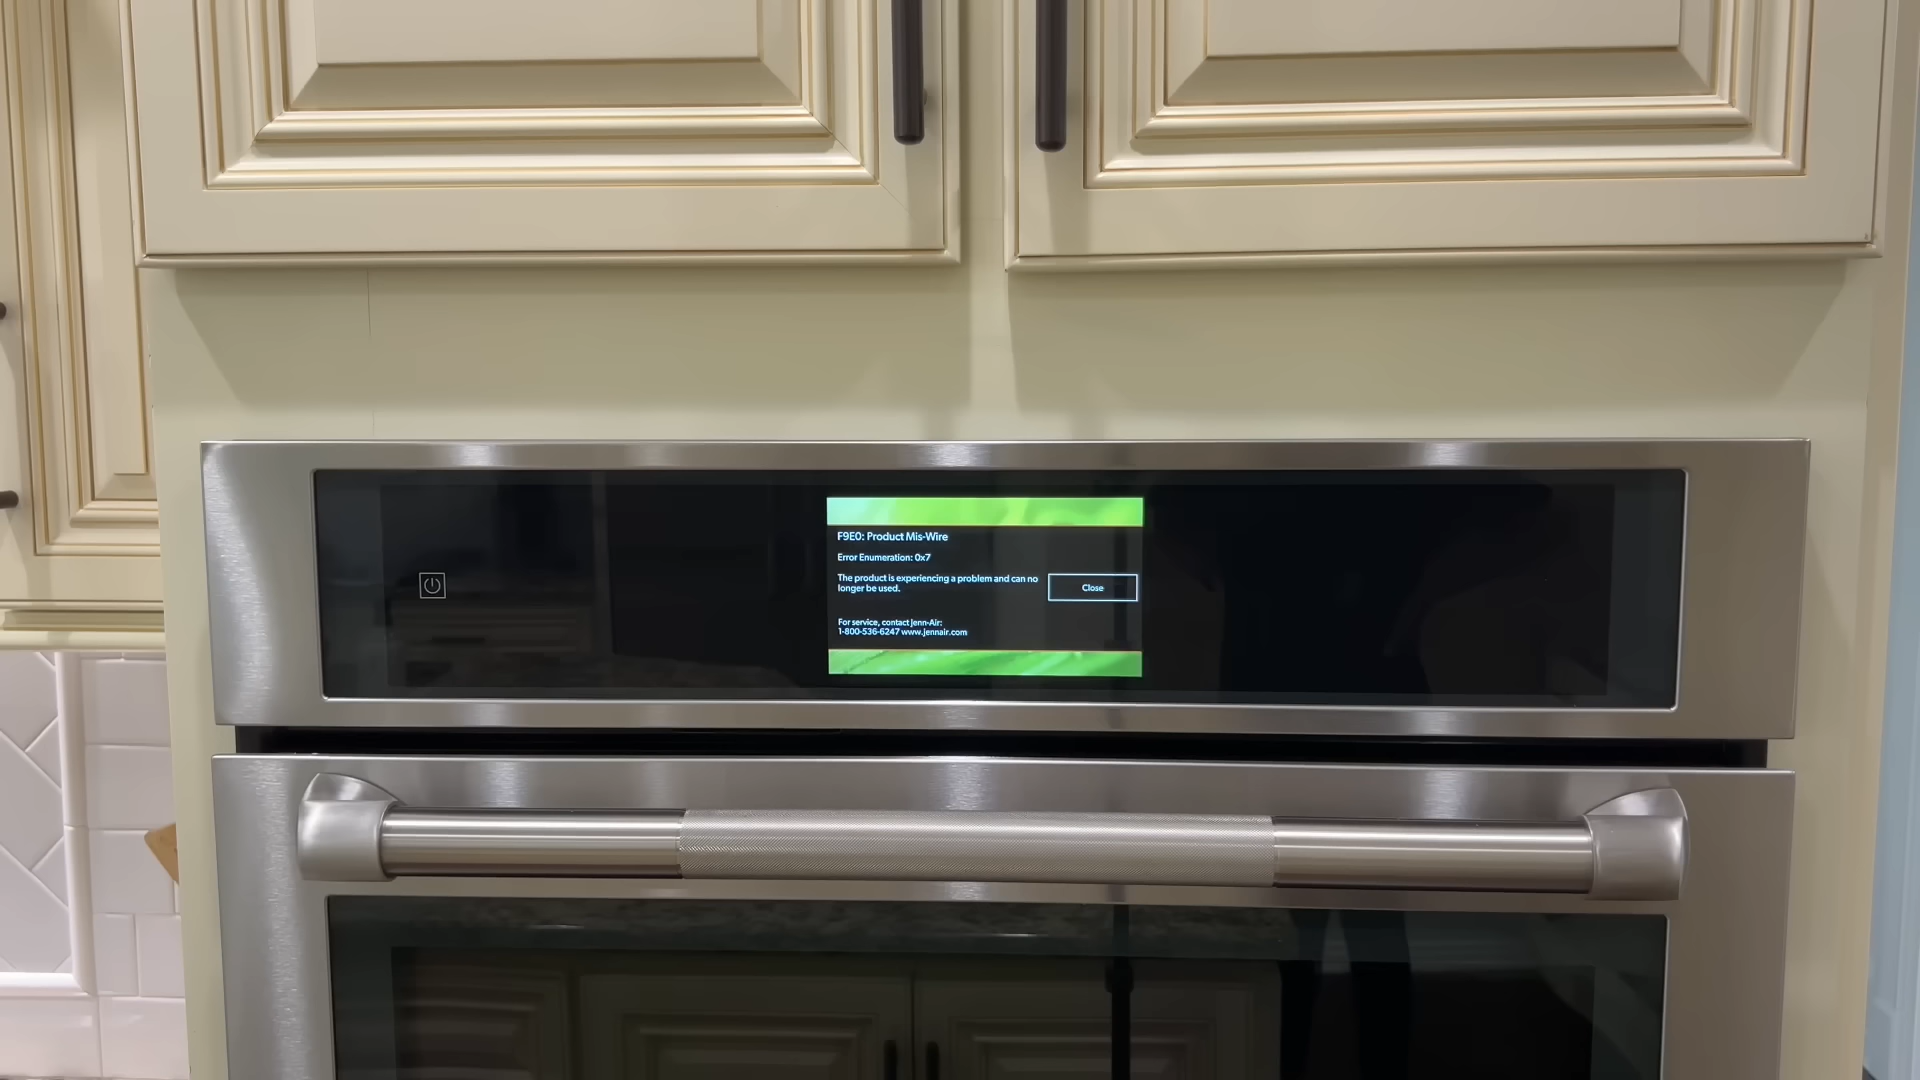 F9E0: Product Mis-Wire
Error Enumeration: 0x7
The product is experiencing a problem and can no
longer be used.
Close
For service, contact Jenn-Air:
1-800-536-6247 www.jennair.com